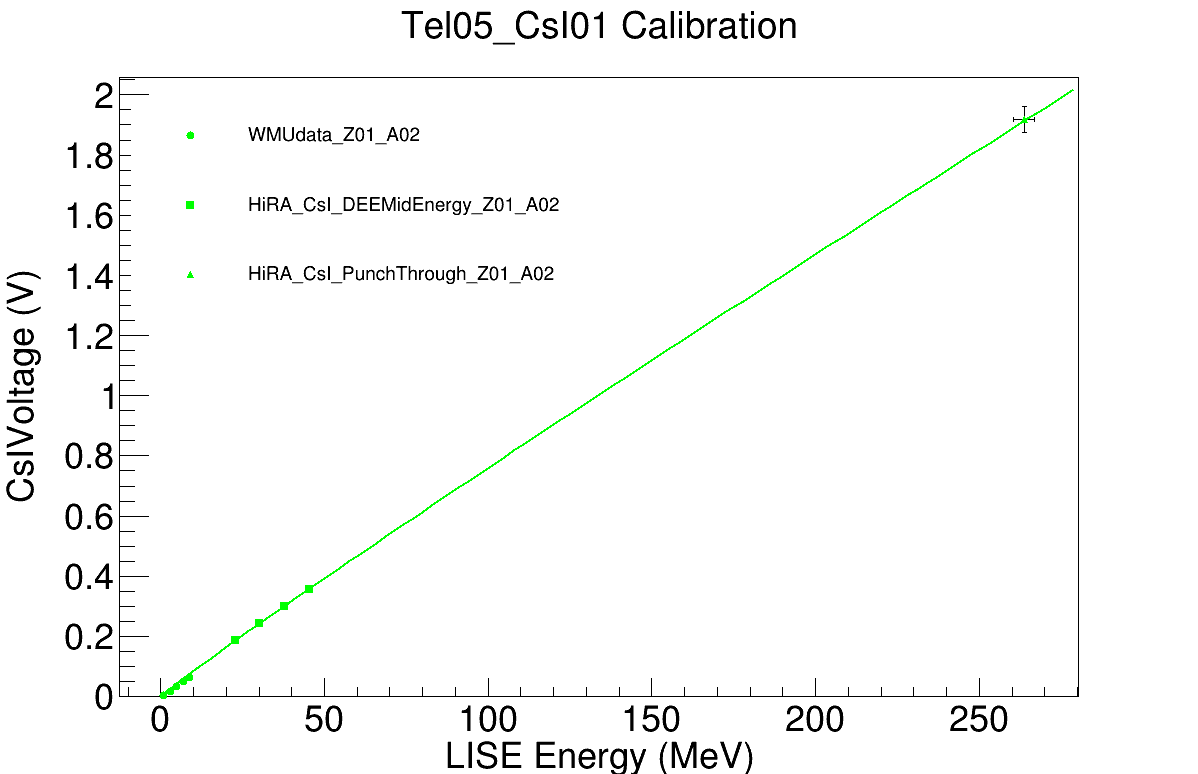 Tel05_CsI01 Calibration
CsIVoltage (V)
2
1.8
1.6
1.4
1.2
1
0.8
0.6
0.4
0.2
0
WMUdata_Z01_A02
HiRA_CsI_DEEMidEnergy_Z01_A02
HiRA_CsI_PunchThrough_Z01_A02
0 50 100 150 200 250
LISE Energy (MeV)